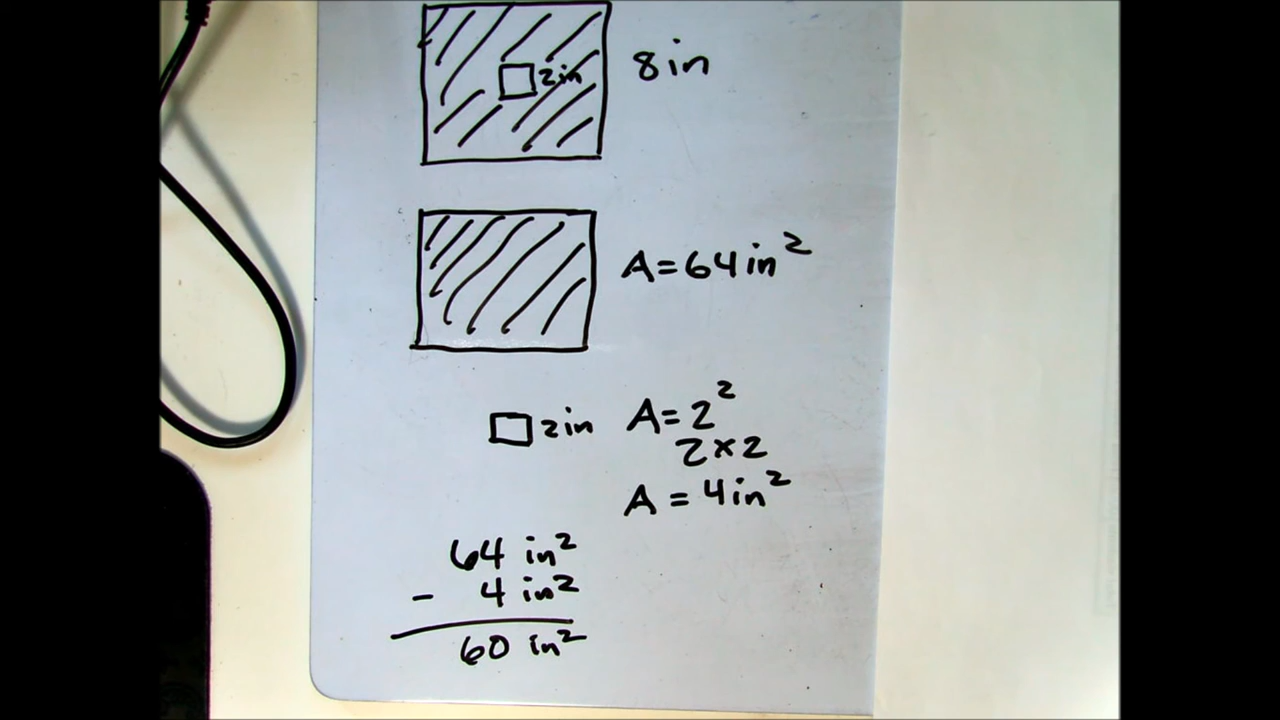 2in 8in
A=64in²
2in A=2²
2×2
A=4in²
64 in²
- 4 in²
60 in²